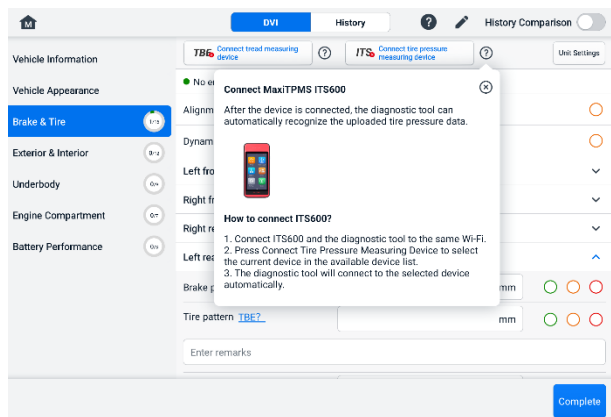 M
DVI
History
?
History Comparison
Vehicle Information
TBE Connect tread measuring
device
?
ITS Connect tire pressure
measuring device
?
Unit Settings
Vehicle Appearance
No
Connect MaxiTPMS ITS600
After the device is connected, the diagnostic tool can
automatically recognize the uploaded tire pressure data.
Brake & Tire
1/15
Alignm
Exterior & Interior
Dynam
Left fro
Underbody
Right fr
How to connect ITS600?
Engine Compartment
Right re
1. Connect ITS600 and the diagnostic tool to the same Wi-Fi.
2. Press Connect Tire Pressure Measuring Device to select
the current device in the available device list.
3. The diagnostic tool will connect to the selected device
automatically.
Battery Performance
Left rea
Brake p
mm
Tire pattern TBE?
mm
Enter remarks
Complete